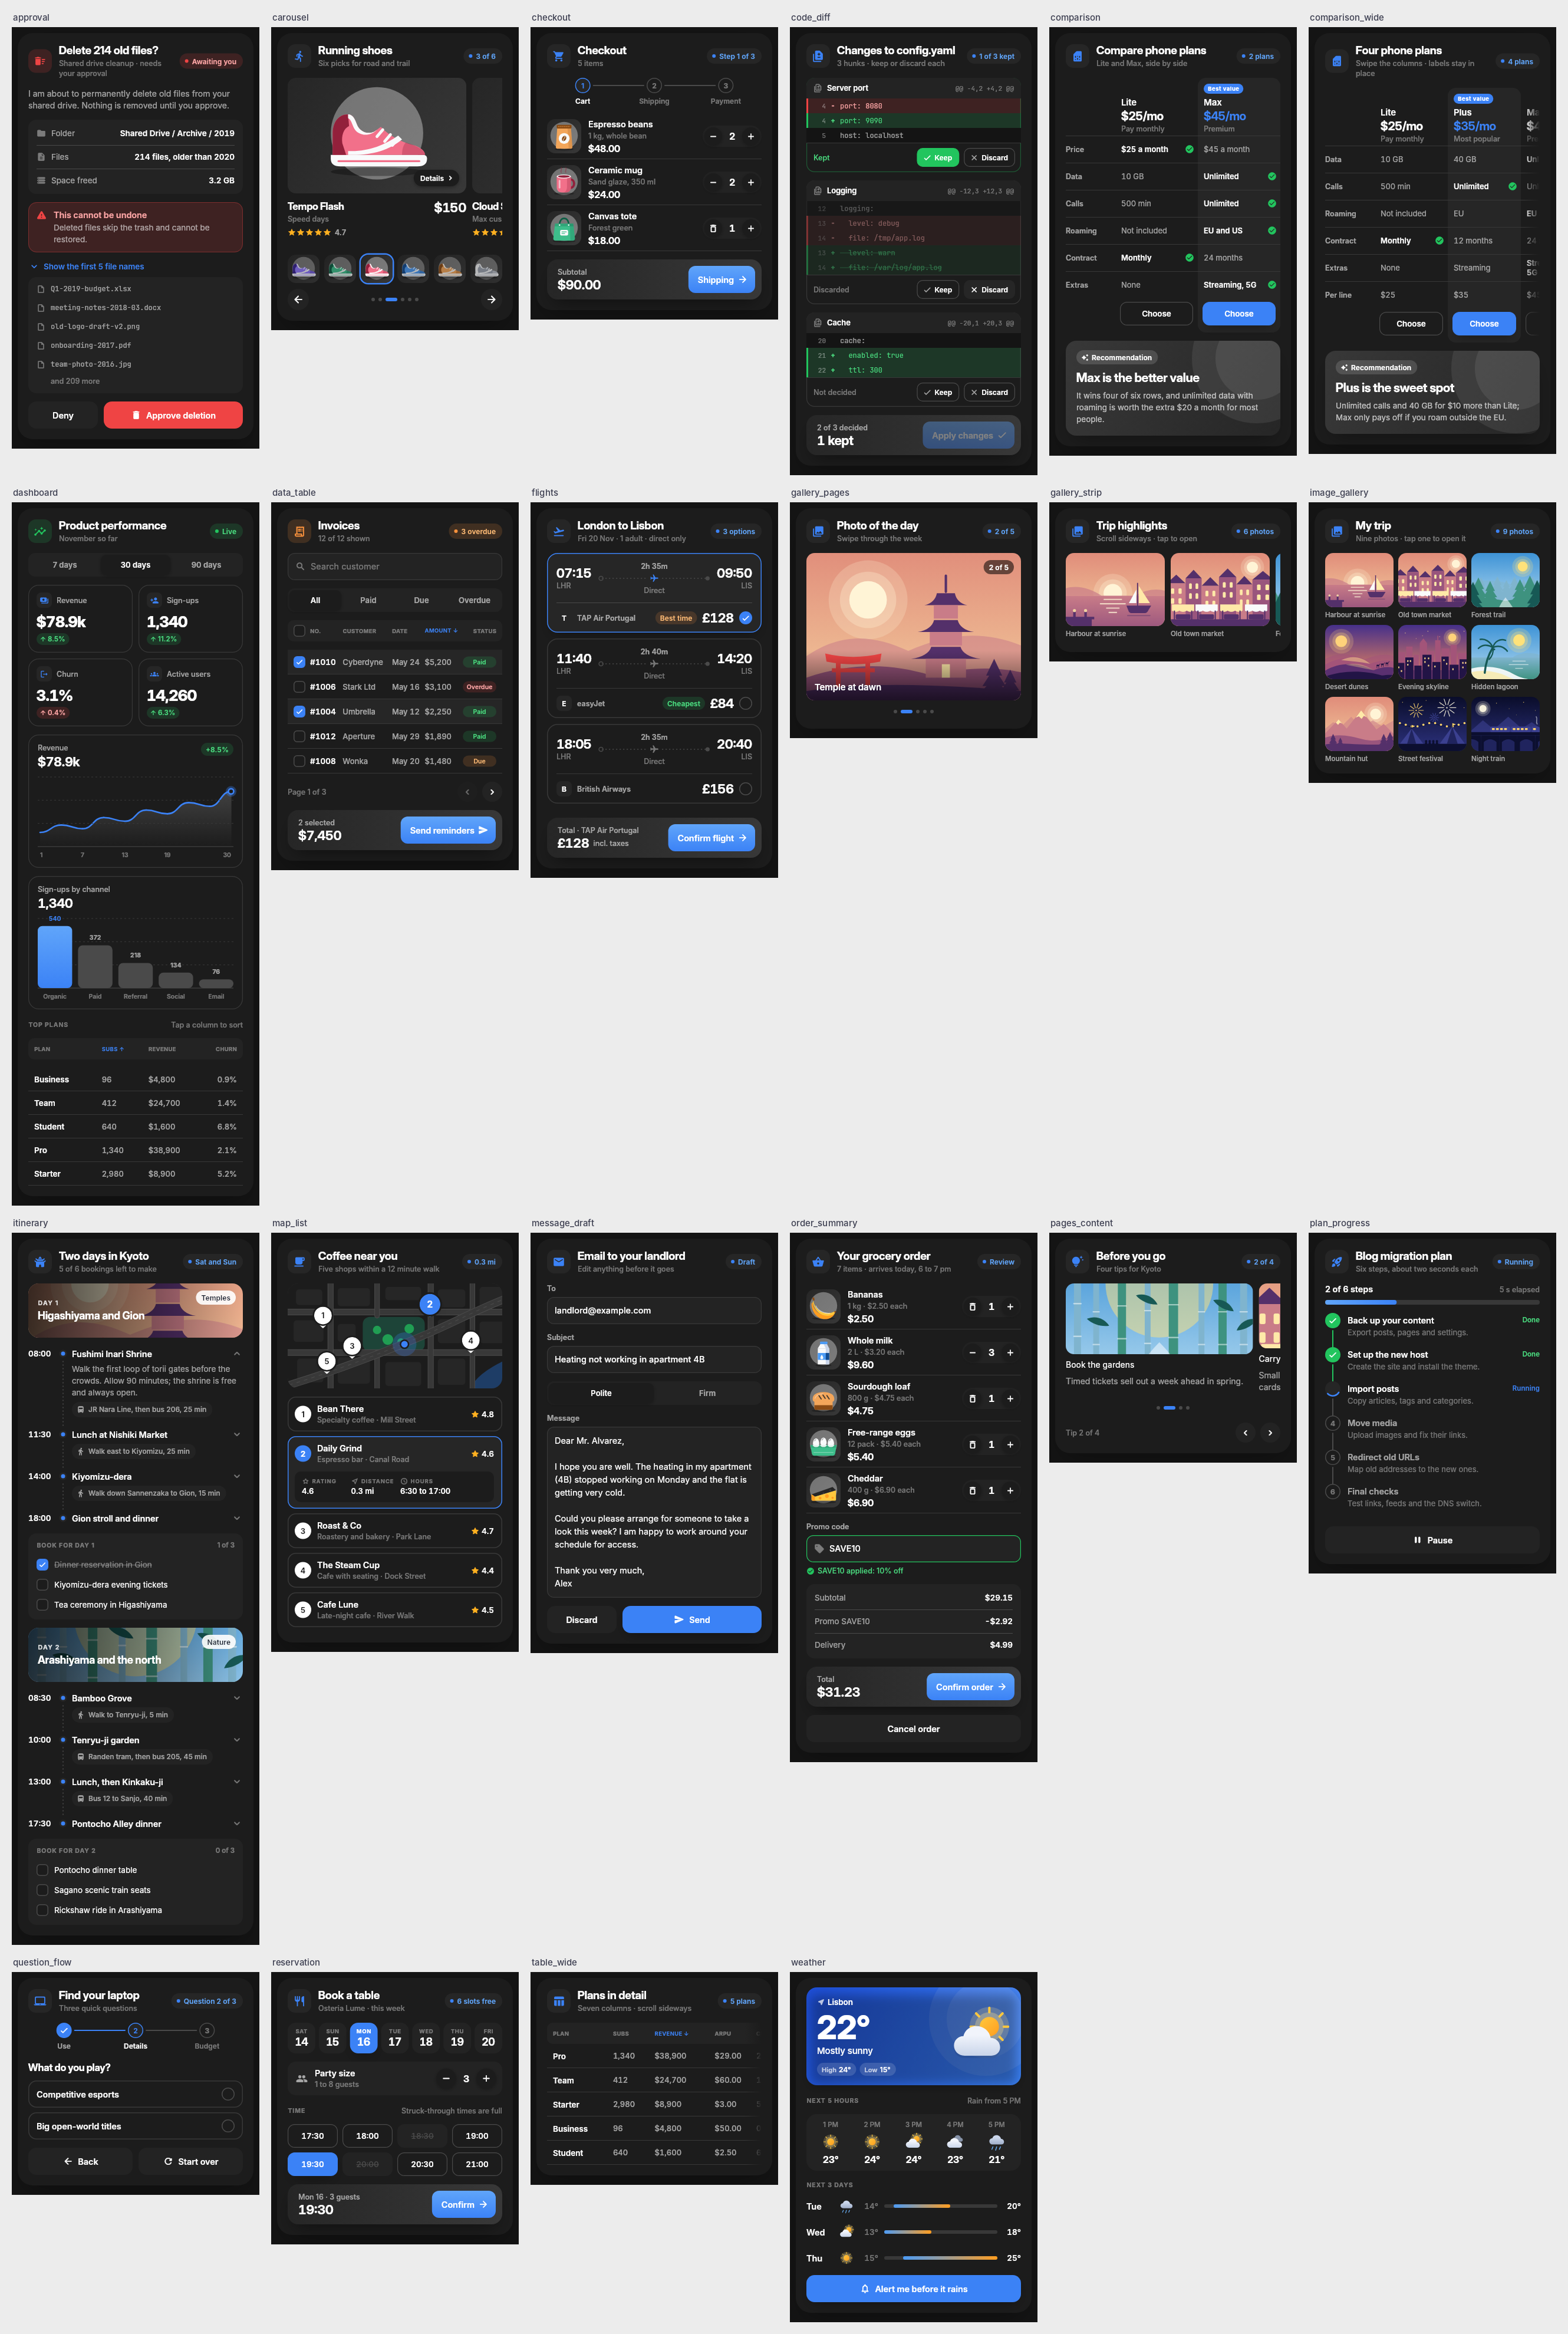 approval
Delete 214 old files?
Shared drive cleanup · needs your approval
Awaiting you
I am about to permanently delete old files from your shared drive. Nothing is removed until you approve.
Folder
Shared Drive / Archive / 2019
Files
214 files, older than 2020
Space freed
3.2 GB
This cannot be undone
Deleted files skip the trash and cannot be restored.
Show the first 5 file names
Q1-2019-budget.xlsx
meeting-notes-2018-03.docx
old-logo-draft-v2.png
onboarding-2017.pdf
team-photo-2016.jpg
and 209 more
Deny
Approve deletion
carousel
Running shoes
Six picks for road and trail
3 of 6
Details
Tempo Flash
$150
Speed days
4.7
Cloud
Max cus
checkout
Checkout
5 items
Step 1 of 3
1
2
3
Cart
Shipping
Payment
Espresso beans
1 kg, whole bean
$48.00
2
Ceramic mug
Sand glaze, 350 ml
$24.00
2
Canvas tote
Forest green
$18.00
1
Subtotal
$90.00
Shipping
code_diff
Changes to config.yaml
3 hunks · keep or discard each
1 of 3 kept
Server port
@@ -4,2 +4,2 @@
4 - port: 8080
4 + port: 9090
5 host: localhost
Kept
Keep
Discard
Logging
@@ -12,3 +12,3 @@
12 logging:
13 - level: debug
14 - file: /tmp/app.log
13 + level: warn
14 + file: /var/log/app.log
Discarded
Keep
Discard
Cache
@@ -20,1 +20,3 @@
20 cache:
21 + enabled: true
22 + ttl: 300
Not decided
Keep
Discard
2 of 3 decided
1 kept
Apply changes
comparison
Compare phone plans
Lite and Max, side by side
2 plans
Best value
Lite
Max
$25/mo
$45/mo
Pay monthly
Premium
Price
$25 a month
$45 a month
Data
10 GB
Unlimited
Calls
500 min
Unlimited
Roaming
Not included
EU and US
Contract
Monthly
24 months
Extras
None
Streaming, 5G
Choose
Choose
Recommendation
Max is the better value
It wins four of six rows, and unlimited data with roaming is worth the extra $20 a month for most people.
comparison_wide
Four phone plans
Swipe the columns · labels stay in place
4 plans
Best value
Lite
Plus
Ma
$25/mo
$35/mo
$4
Pay monthly
Most popular
Pre
Data
10 GB
40 GB
Unl
Calls
500 min
Unlimited
Unl
Roaming
Not included
EU
EU
Contract
Monthly
12 months
24
Extras
None
Streaming
Stre
5G
Per line
$25
$35
$4
Choose
Choose
Recommendation
Plus is the sweet spot
Unlimited calls and 40 GB for $10 more than Lite; Max only pays off if you roam outside the EU.
dashboard
Product performance
November so far
Live
7 days
30 days
90 days
Revenue
$78.9k
↑ 8.5%
Sign-ups
1,340
↑ 11.2%
Churn
3.1%
↑ 0.4%
Active users
14,260
↑ 6.3%
Revenue
$78.9k
+8.5%
1
7
13
19
30
Sign-ups by channel
1,340
540
372
218
134
76
Organic
Paid
Referral
Social
Email
TOP PLANS
Tap a column to sort
PLAN
SUBS ↑
REVENUE
CHURN
Business
96
$4,800
0.9%
Team
412
$24,700
1.4%
Student
640
$1,600
6.8%
Pro
1,340
$38,900
2.1%
Starter
2,980
$8,900
5.2%
data_table
Invoices
12 of 12 shown
3 overdue
Search customer
All
Paid
Due
Overdue
NO.
CUSTOMER
DATE
AMOUNT ↓
STATUS
#1010
Cyberdyne
May 24
$5,200
Paid
#1006
Stark Ltd
May 16
$3,100
Overdue
#1004
Umbrella
May 12
$2,250
Paid
#1012
Aperture
May 29
$1,890
Paid
#1008
Wonka
May 20
$1,480
Due
Page 1 of 3
2 selected
$7,450
Send reminders
flights
London to Lisbon
Fri 20 Nov · 1 adult · direct only
3 options
07:15
2h 35m
09:50
LHR
Direct
LIS
T
TAP Air Portugal
Best time
£128
11:40
2h 40m
14:20
LHR
Direct
LIS
E
easyJet
Cheapest
£84
18:05
2h 35m
20:40
LHR
Direct
LIS
B
British Airways
£156
Total · TAP Air Portugal
£128 incl. taxes
Confirm flight
gallery_pages
Photo of the day
Swipe through the week
2 of 5
2 of 5
Temple at dawn
gallery_strip
Trip highlights
Scroll sideways · tap to open
6 photos
Harbour at sunrise
Old town market
Fo
image_gallery
My trip
Nine photos · tap one to open it
9 photos
Harbour at sunrise
Old town market
Forest trail
Desert dunes
Evening skyline
Hidden lagoon
Mountain hut
Street festival
Night train
itinerary
Two days in Kyoto
5 of 6 bookings left to make
Sat and Sun
DAY 1
Higashiyama and Gion
Temples
08:00
Fushimi Inari Shrine
Walk the first loop of torii gates before the crowds. Allow 90 minutes; the shrine is free and always open.
JR Nara Line, then bus 206, 25 min
11:30
Lunch at Nishiki Market
Walk east to Kiyomizu, 25 min
14:00
Kiyomizu-dera
Walk down Sannenzaka to Gion, 15 min
18:00
Gion stroll and dinner
BOOK FOR DAY 1
1 of 3
Dinner reservation in Gion
Kiyomizu-dera evening tickets
Tea ceremony in Higashiyama
DAY 2
Arashiyama and the north
Nature
08:30
Bamboo Grove
Walk to Tenryu-ji, 5 min
10:00
Tenryu-ji garden
Randen tram, then bus 205, 45 min
13:00
Lunch, then Kinkaku-ji
Bus 12 to Sanjo, 40 min
17:30
Pontocho Alley dinner
BOOK FOR DAY 2
0 of 3
Pontocho dinner table
Sagano scenic train seats
Rickshaw ride in Arashiyama
map_list
Coffee near you
Five shops within a 12 minute walk
0.3 mi
1
2
3
4
5
1
Bean There
Specialty coffee · Mill Street
4.8
2
Daily Grind
Espresso bar · Canal Road
4.6
RATING
DISTANCE
HOURS
4.6
0.3 mi
6:30 to 17:00
3
Roast & Co
Roastery and bakery · Park Lane
4.7
4
The Steam Cup
Cafe with seating · Dock Street
4.4
5
Cafe Lune
Late-night cafe · River Walk
4.5
message_draft
Email to your landlord
Edit anything before it goes
Draft
To
landlord@example.com
Subject
Heating not working in apartment 4B
Polite
Firm
Message
Dear Mr. Alvarez,
I hope you are well. The heating in my apartment (4B) stopped working on Monday and the flat is getting very cold.
Could you please arrange for someone to take a look this week? I am happy to work around your schedule for access.
Thank you very much,
Alex
Discard
Send
order_summary
Your grocery order
7 items · arrives today, 6 to 7 pm
Review
Bananas
1 kg · $2.50 each
$2.50
1
Whole milk
2 L · $3.20 each
$9.60
3
Sourdough loaf
800 g · $4.75 each
$4.75
1
Free-range eggs
12 pack · $5.40 each
$5.40
1
Cheddar
400 g · $6.90 each
$6.90
1
Promo code
SAVE10
SAVE10 applied: 10% off
Subtotal
$29.15
Promo SAVE10
-$2.92
Delivery
$4.99
Total
$31.23
Confirm order
Cancel order
pages_content
Before you go
Four tips for Kyoto
2 of 4
Book the gardens
Timed tickets sell out a week ahead in spring.
Carry
Small
cards
Tip 2 of 4
plan_progress
Blog migration plan
Six steps, about two seconds each
Running
2 of 6 steps
5 s elapsed
Back up your content
Done
Export posts, pages and settings.
Set up the new host
Done
Create the site and install the theme.
Import posts
Running
Copy articles, tags and categories.
4
Move media
Upload images and fix their links.
5
Redirect old URLs
Map old addresses to the new ones.
6
Final checks
Test links, feeds and the DNS switch.
Pause
question_flow
Find your laptop
Three quick questions
Question 2 of 3
2
3
Use
Details
Budget
What do you play?
Competitive esports
Big open-world titles
Back
Start over
reservation
Book a table
Osteria Lume · this week
6 slots free
SAT
SUN
MON
TUE
WED
THU
FRI
14
15
16
17
18
19
20
Party size
1 to 8 guests
3
TIME
Struck-through times are full
17:30
18:00
18:30
19:00
19:30
20:00
20:30
21:00
Mon 16 · 3 guests
19:30
Confirm
table_wide
Plans in detail
Seven columns · scroll sideways
5 plans
PLAN
SUBS
REVENUE ↓
ARPU
Pro
1,340
$38,900
$29.00
Team
412
$24,700
$60.00
Starter
2,980
$8,900
$3.00
Business
96
$4,800
$50.00
Student
640
$1,600
$2.50
weather
Lisbon
22°
Mostly sunny
High 24°
Low 15°
NEXT 5 HOURS
Rain from 5 PM
1 PM
2 PM
3 PM
4 PM
5 PM
23°
24°
24°
23°
21°
NEXT 3 DAYS
Tue
14°
20°
Wed
13°
18°
Thu
15°
25°
Alert me before it rains